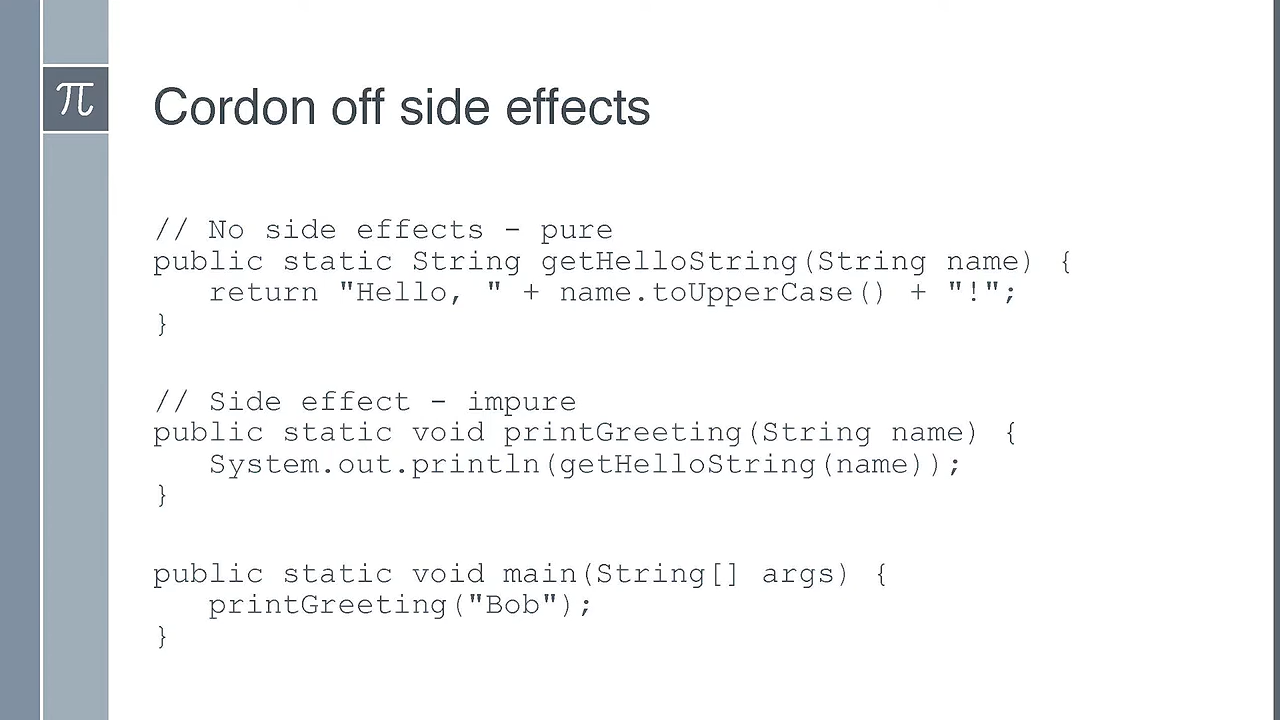 π
Cordon off side effects
// No side effects - pure
public static String getHelloString(String name) {
   return "Hello, " + name.toUpperCase() + "!";
}
// Side effect - impure
public static void printGreeting(String name) {
   System.out.println(getHelloString(name));
}
public static void main(String[] args) {
   printGreeting("Bob");
}